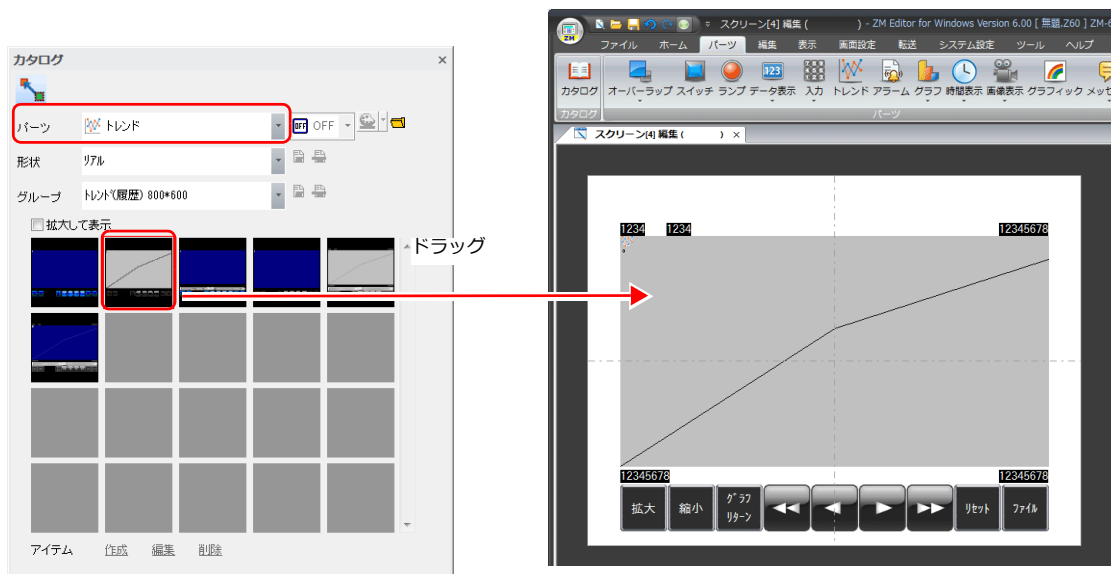 カタログ
パーツ トレンド OFF OFF
形状 リアル
グループ トレンド(履歴) 800*600
拡大して表示
ドラッグ
アイテム 作成 編集 削除
ZM
スクリーン[4] 編集 ( ) - ZM Editor for Windows Version 6.00 [ 無題.Z60 ] ZM-6
ファイル ホーム パーツ 編集 表示 画面設定 転送 システム設定 ツール ヘルプ
123
カタログ オーバーラップ スイッチ ランプ データ表示 入力 トレンド アラーム グラフ 時間表示 画像表示 グラフィック メッセ
カタログ パーツ
スクリーン[4] 編集 ( ) ×
1234 1234 12345678
12345678 12345678
拡大 縮小 グラフ リターン リセット ファイル